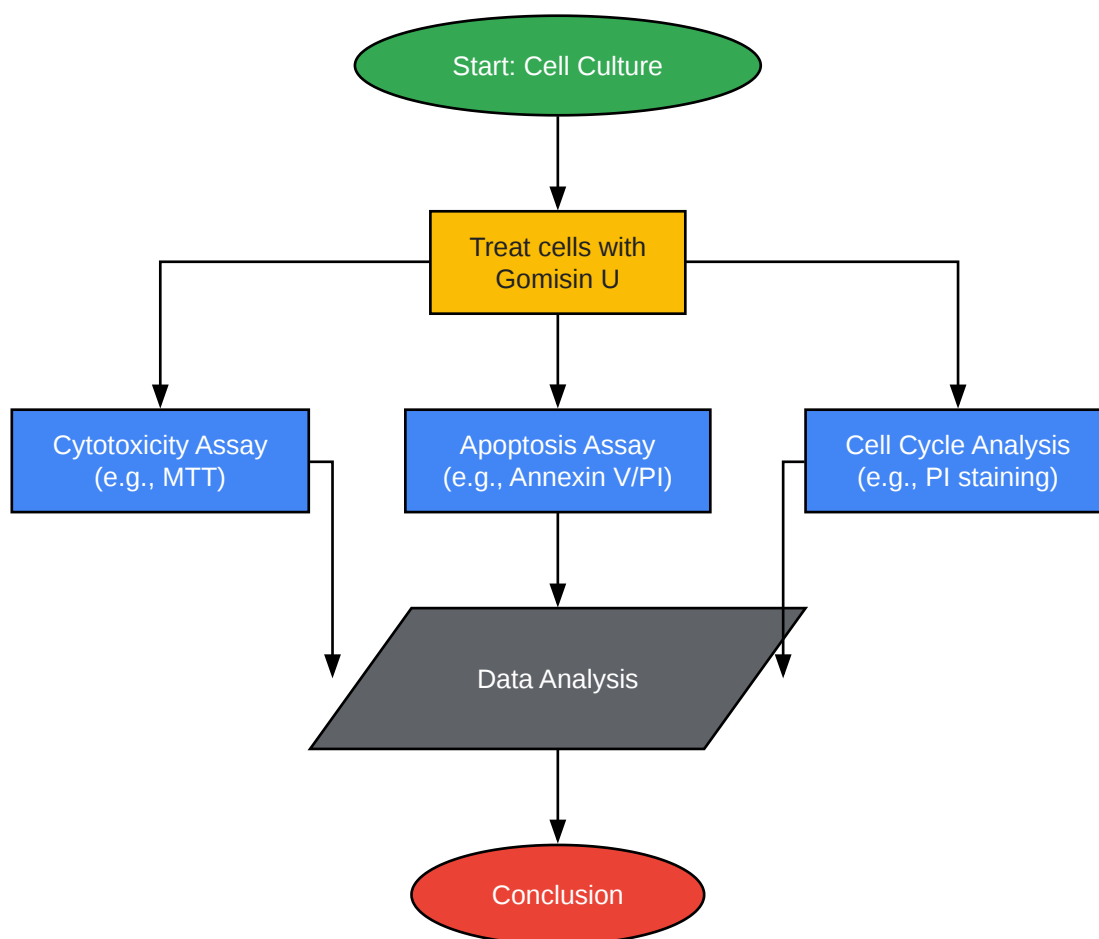 Start: Cell Culture
Treat cells with
Gomisin U
Cytotoxicity Assay
(e.g., MTT)
Apoptosis Assay
(e.g., Annexin V/PI)
Cell Cycle Analysis
(e.g., PI staining)
Data Analysis
Conclusion